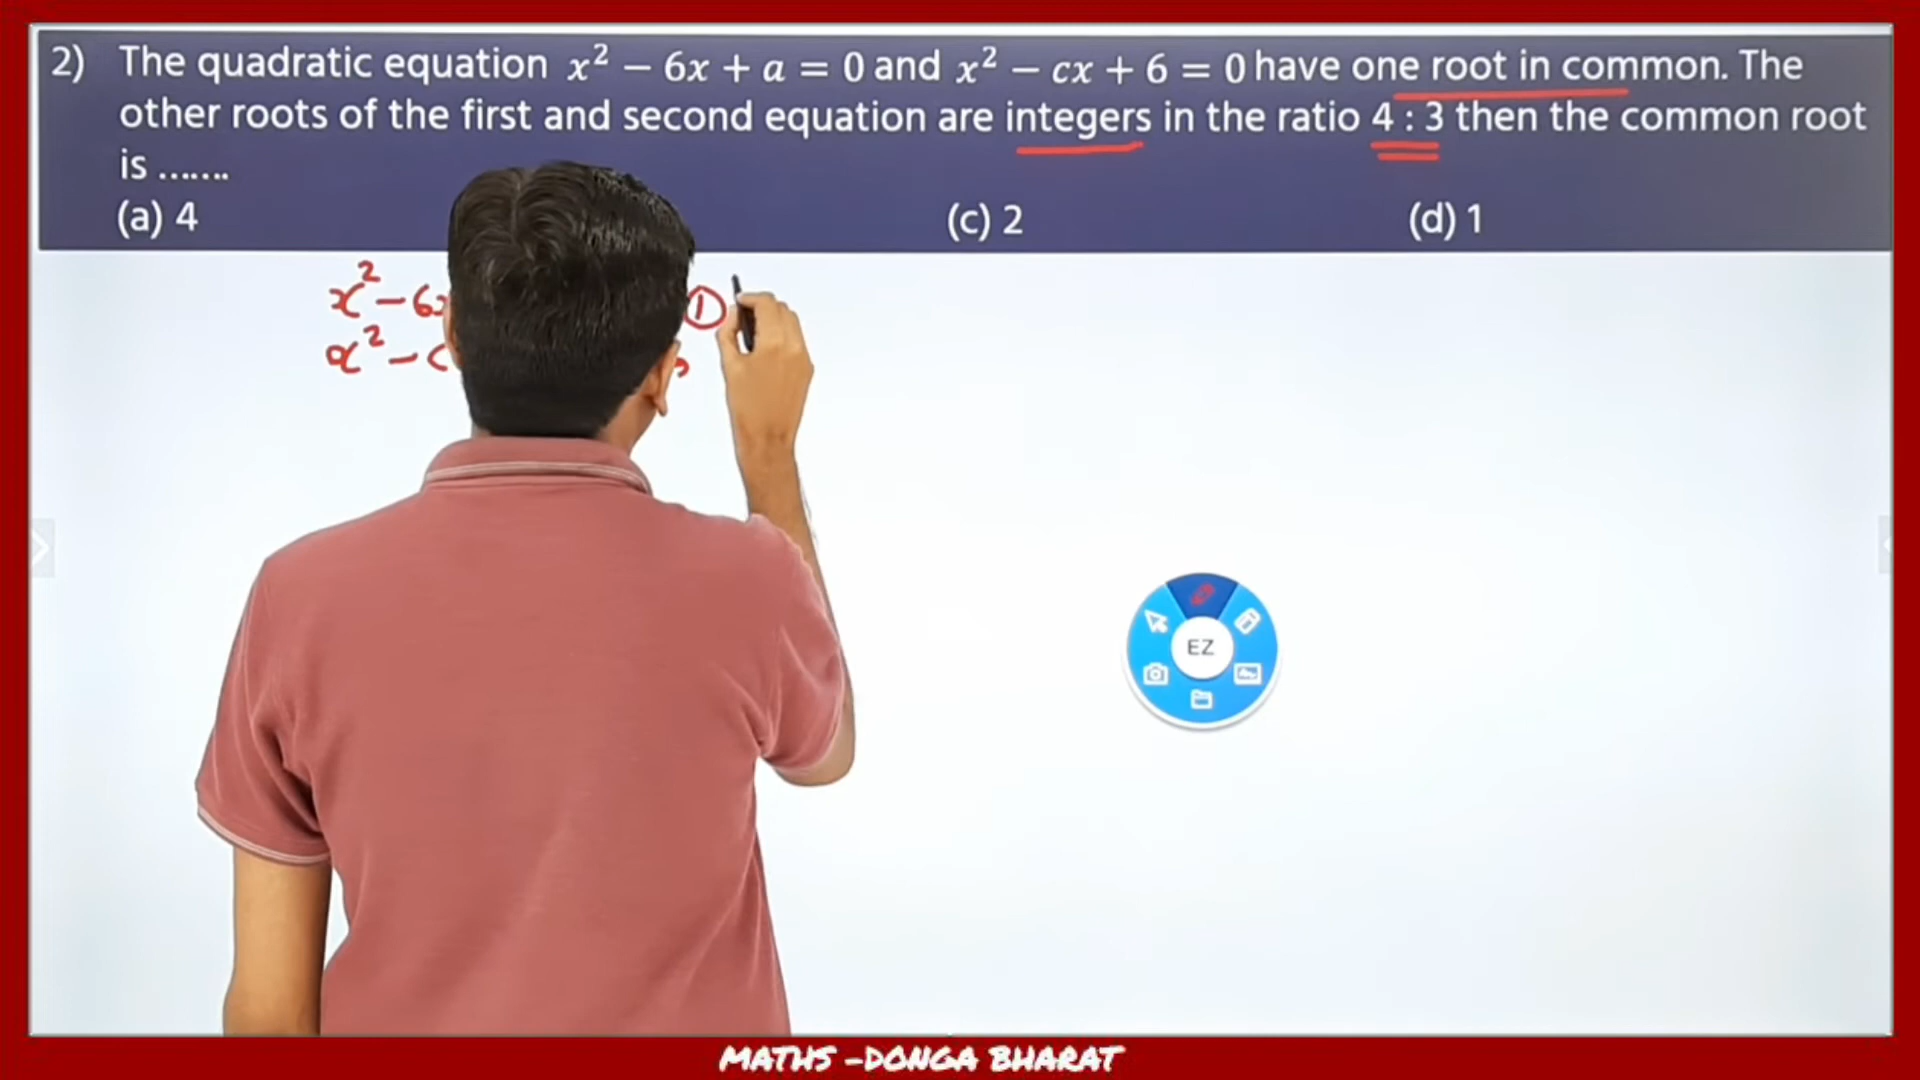 2) The quadratic equation x² − 6x + a = 0 and x² − cx + 6 = 0 have one root in common. The
other roots of the first and second equation are integers in the ratio 4 : 3 then the common root
is .......
(a) 4 (c) 2 (d) 1
x² − 6x ①
x² − c
EZ
MATHS -DONGA BHARAT